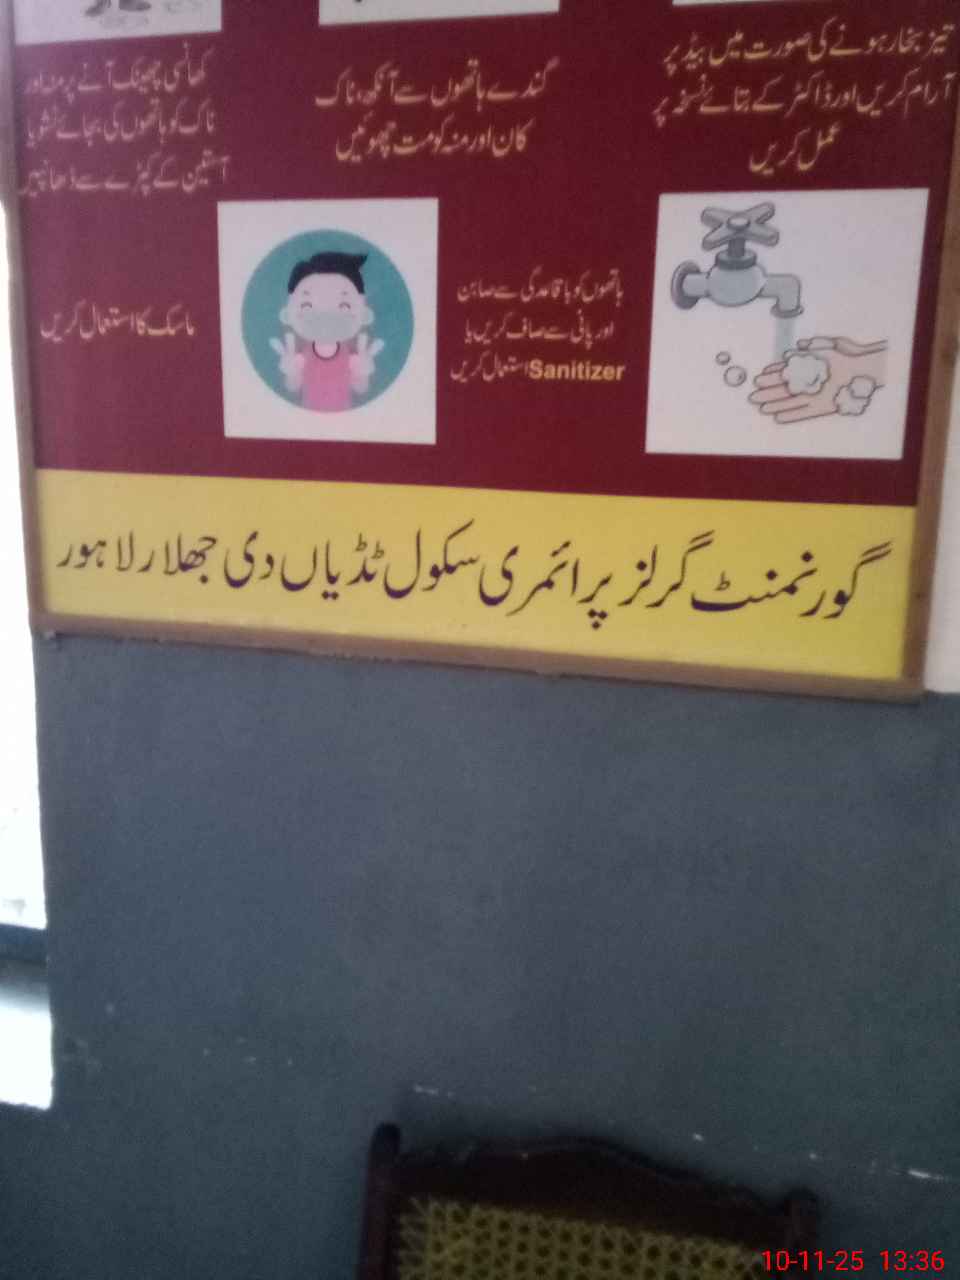 تیز بخار ہونے کی صورت میں بیڈ پر
آرام کریں اور ڈاکٹر کے بتائے نسخہ پر
عمل کریں
گندے ہاتھوں سے آنکھ، ناک
کان اور منہ کو مت چھوئیں
کھانسی چھینک آنے پر منہ اور
ناک کو ہاتھوں کی بجائے ٹشو یا
آستین کے کپڑے سے ڈھانپیں
ہاتھوں کو باقاعدگی سے صابن
اور پانی سے صاف کریں یا
Sanitizer استعمال کریں
ماسک کا استعمال کریں
گورنمنٹ گرلز پرائمری سکول ٹڈیاں دی جھلار لاہور
10-11-25 13:36